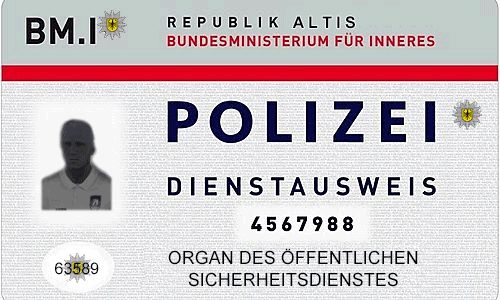 BM.I
REPUBLIK ALTIS
BUNDESMINISTERIUM FÜR INNERES
POLIZEI
DIENSTAUSWEIS
4567988
ORGAN DES ÖFFENTLICHEN
SICHERHEITSDIENSTES
63589